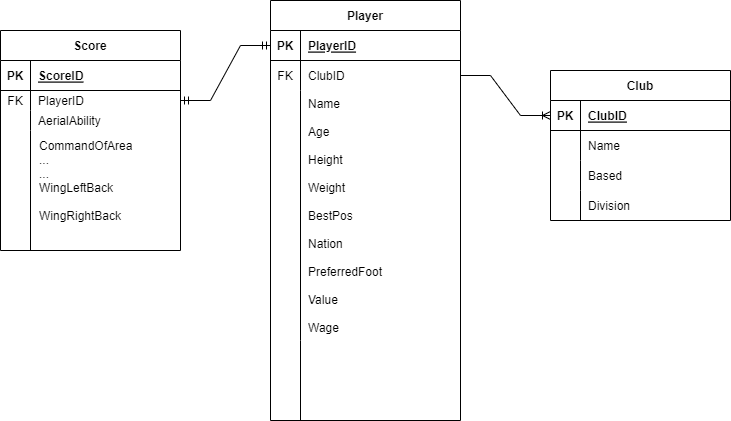 Score
PK ScoreID
FK PlayerID
AerialAbility
CommandOfArea
...
...
WingLeftBack
WingRightBack
Player
PK PlayerID
FK ClubID
Name
Age
Height
Weight
BestPos
Nation
PreferredFoot
Value
Wage
Club
PK ClubID
Name
Based
Division